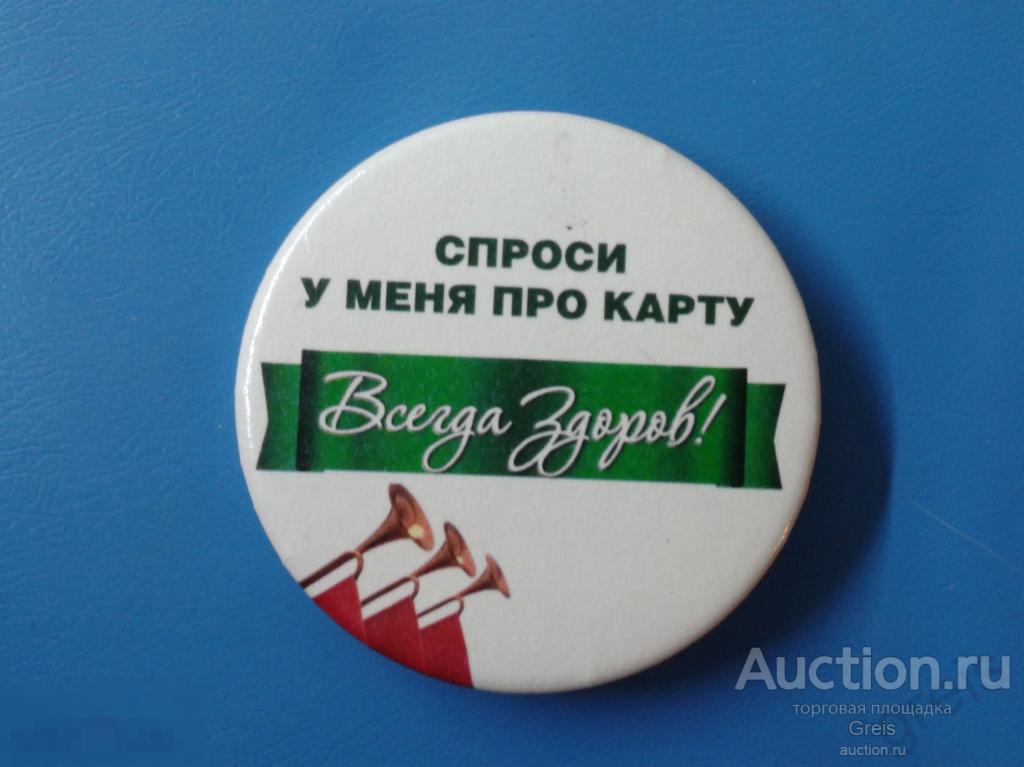 СПРОСИ
У МЕНЯ ПРО КАРТУ
Всегда Здоров!
Auction.ru
торговая площадка
Greis
auction.ru